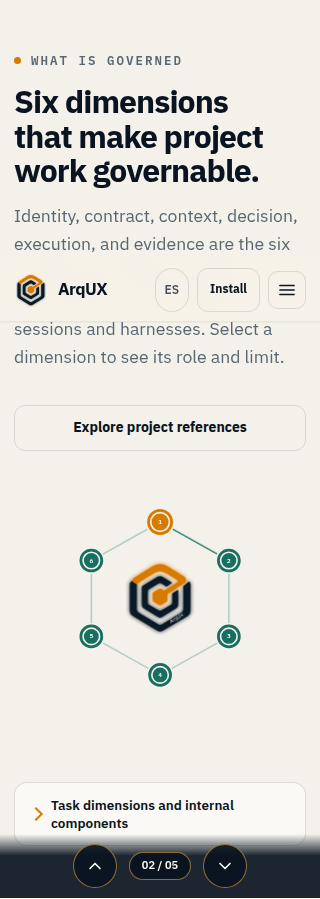 WHAT IS GOVERNED
Six dimensions
that make project
work governable.
Identity, contract, context, decision,
execution, and evidence are the six
ArqUX
ES
Install
sessions and harnesses. Select a
dimension to see its role and limit.
Explore project references
1
2
3
4
5
6
ArqUX
Task dimensions and internal
components
02 / 05